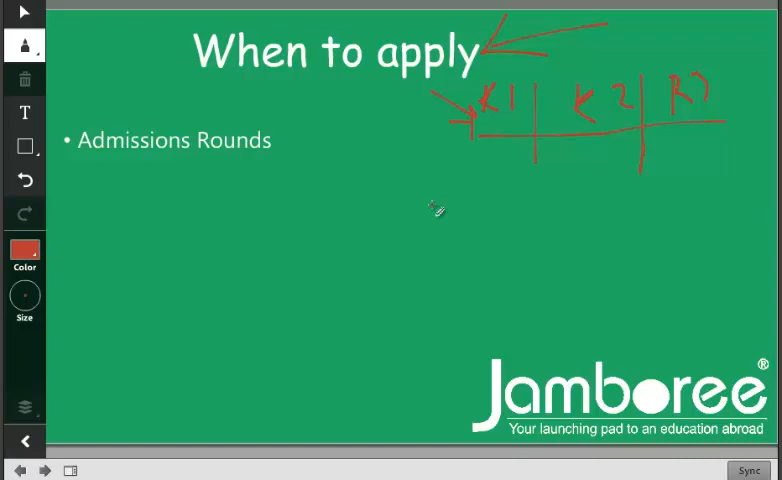 When to apply
R1 R2 R3
• Admissions Rounds
T
Color
Size
Jamboree®
Your launching pad to an education abroad
Sync